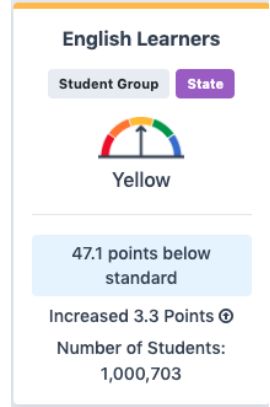 English Learners
Student Group State
Yellow
47.1 points below
standard
Increased 3.3 Points
Number of Students:
1,000,703